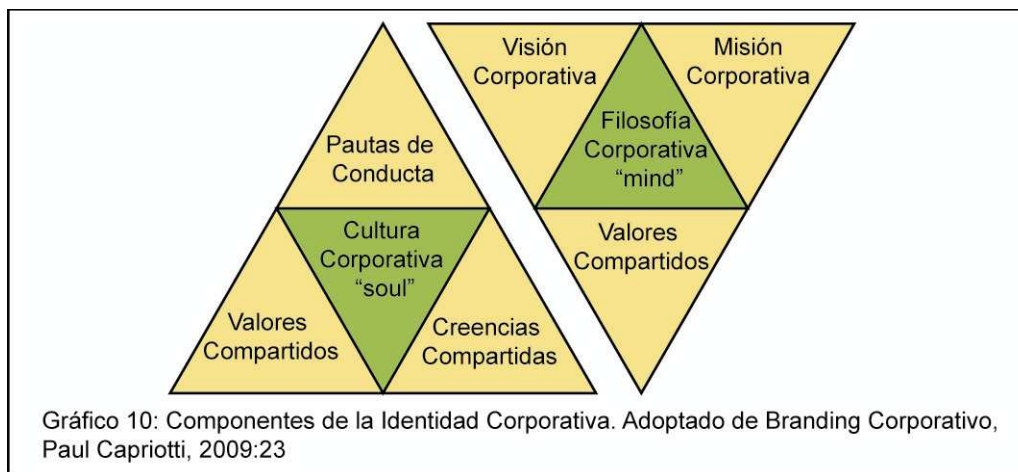 Pautas de
Conducta
Cultura
Corporativa
“soul”
Valores
Compartidos
Creencias
Compartidas
Visión
Corporativa
Misión
Corporativa
Filosofía
Corporativa
“mind”
Valores
Compartidos
Gráfico 10: Componentes de la Identidad Corporativa. Adoptado de Branding Corporativo,
Paul Capriotti, 2009:23